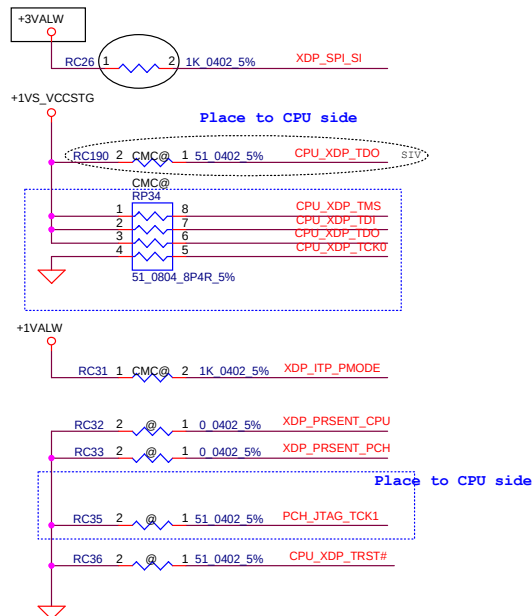 +3VALW
RC26 1 2 1K_0402_5% XDP_SPI_SI
+1VS_VCCSTG
Place to CPU side
RC190 2 CMC@ 1 51_0402_5% CPU_XDP_TDO SIV
CMC@
RP34
1 8 CPU_XDP_TMS
2 7 CPU_XDP_TDI
3 6 CPU_XDP_TDO
4 5 CPU_XDP_TCK0
51_0804_8P4R_5%
+1VALW
RC31 1 CMC@ 2 1K_0402_5% XDP_ITP_PMODE
RC32 2 @ 1 0_0402_5% XDP_PRSENT_CPU
RC33 2 @ 1 0_0402_5% XDP_PRSENT_PCH
Place to CPU side
RC35 2 @ 1 51_0402_5% PCH_JTAG_TCK1
RC36 2 @ 1 51_0402_5% CPU_XDP_TRST#